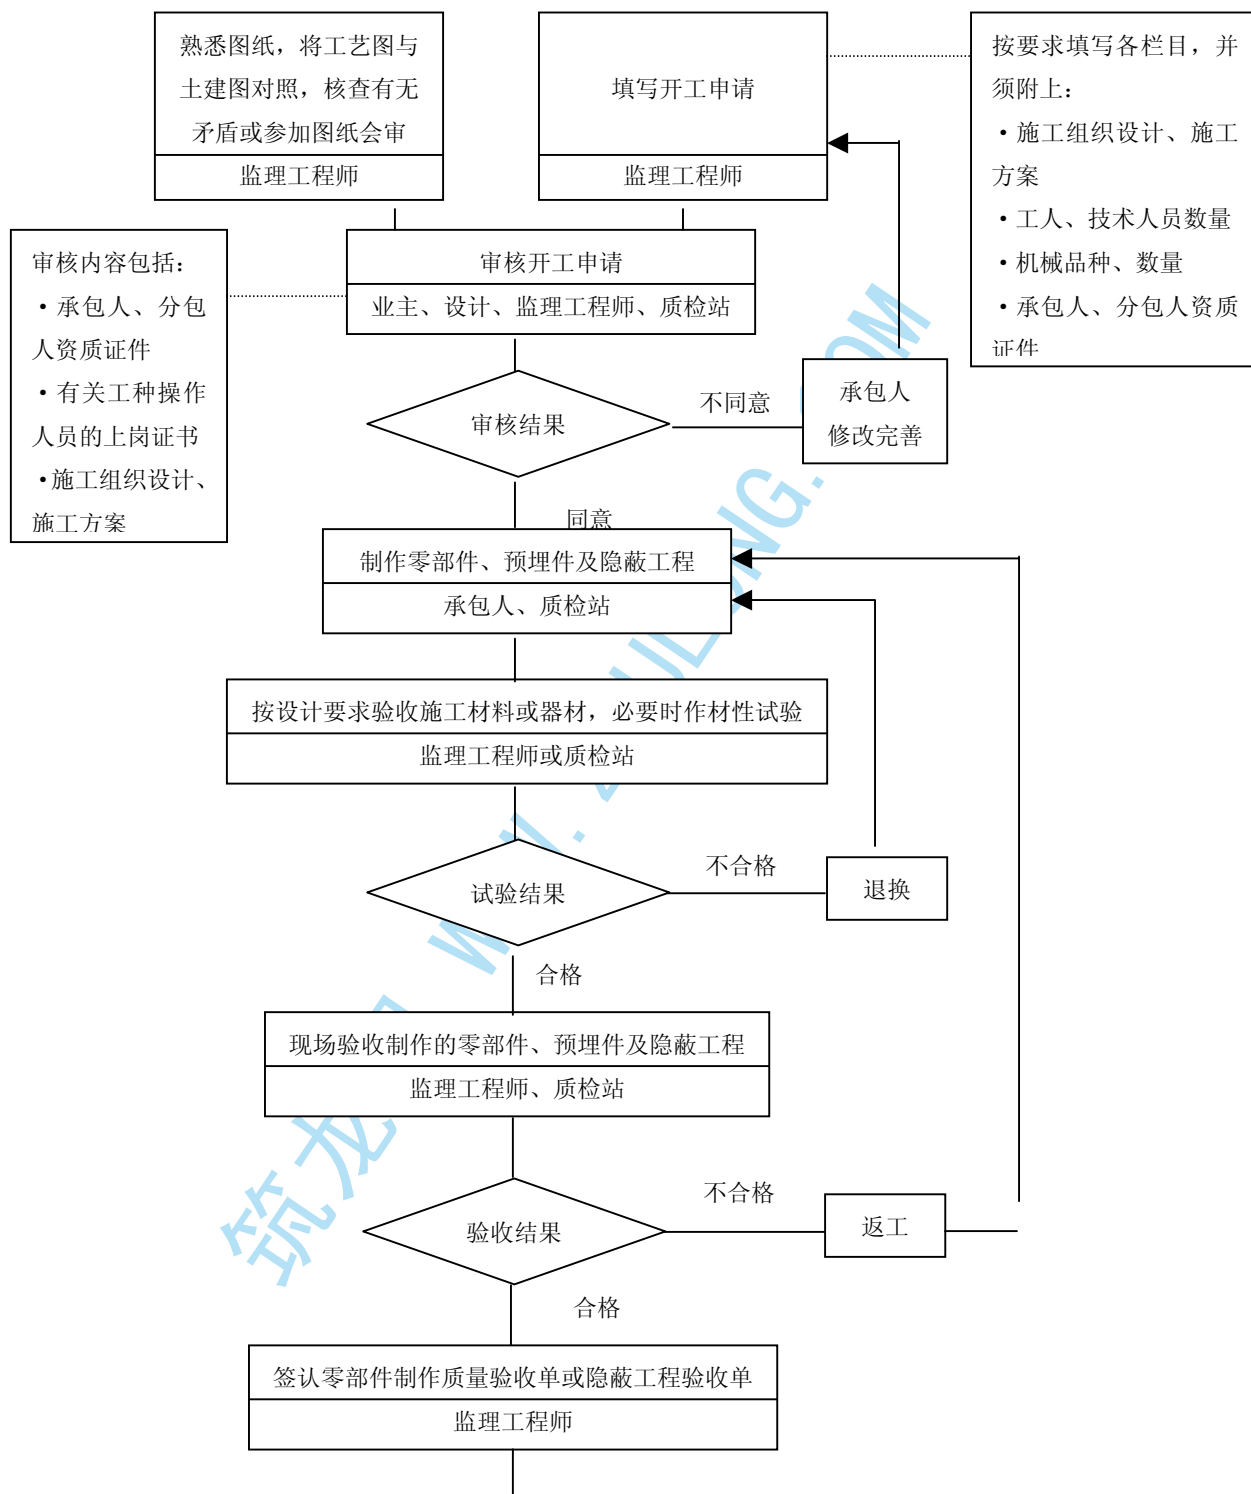 熟悉图纸，将工艺图与
土建图对照，核查有无
矛盾或参加图纸会审
监理工程师
填写开工申请
监理工程师
按要求填写各栏目，并
须附上：
·施工组织设计、施工
方案
·工人、技术人员数量
·机械品种、数量
·承包人、分包人资质
证件
审核内容包括：
·承包人、分包
人资质证件
·有关工种操作
人员的上岗证书
·施工组织设计、
施工方案
审核开工申请
业主、设计、监理工程师、质检站
审核结果
不同意
承包人
修改完善
同意
制作零部件、预埋件及隐蔽工程
承包人、质检站
按设计要求验收施工材料或器材，必要时作材性试验
监理工程师或质检站
试验结果
不合格
退换
合格
现场验收制作的零部件、预埋件及隐蔽工程
监理工程师、质检站
验收结果
不合格
返工
合格
签认零部件制作质量验收单或隐蔽工程验收单
监理工程师